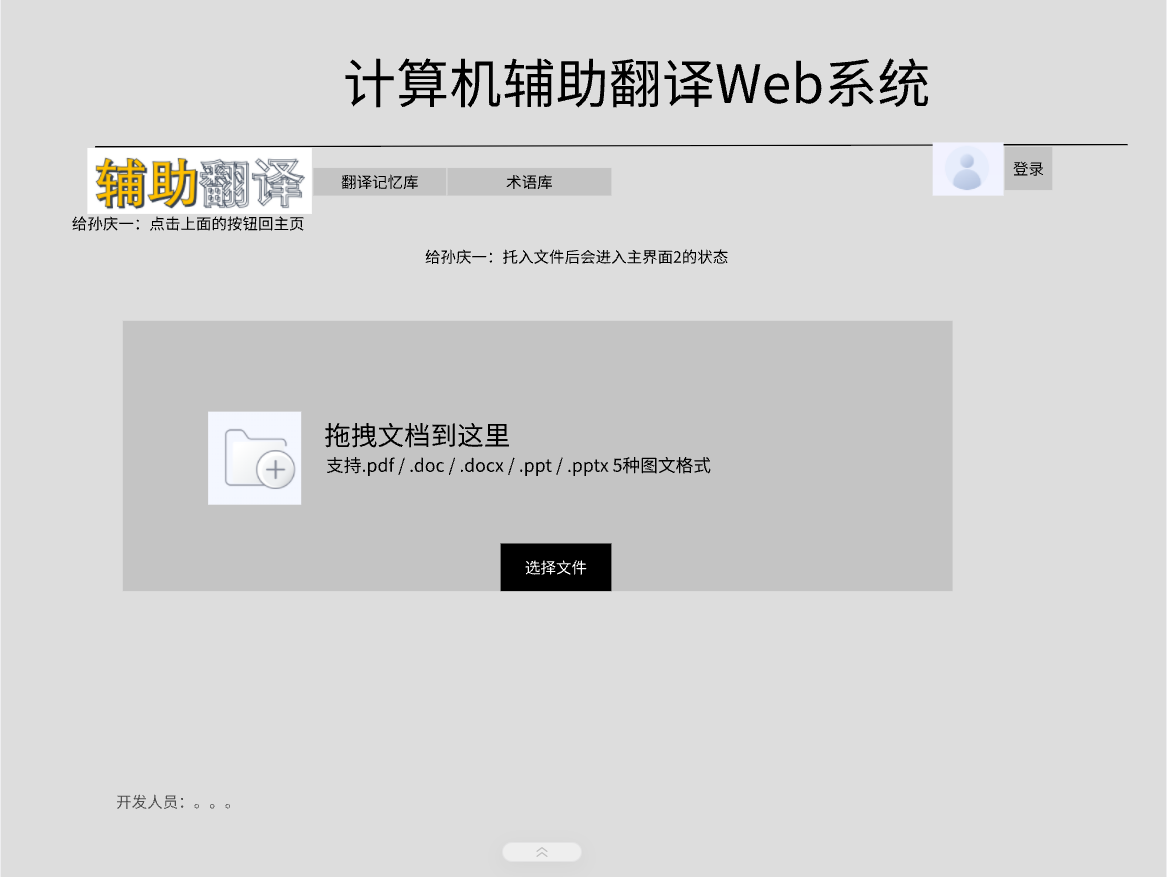 计算机辅助翻译Web系统
辅助翻译
翻译记忆库
术语库
登录
给孙庆一：点击上面的按钮回主页
给孙庆一：托入文件后会进入主界面2的状态
拖拽文档到这里
支持.pdf / .doc / .docx / .ppt / .pptx 5种图文格式
选择文件
开发人员：。。。